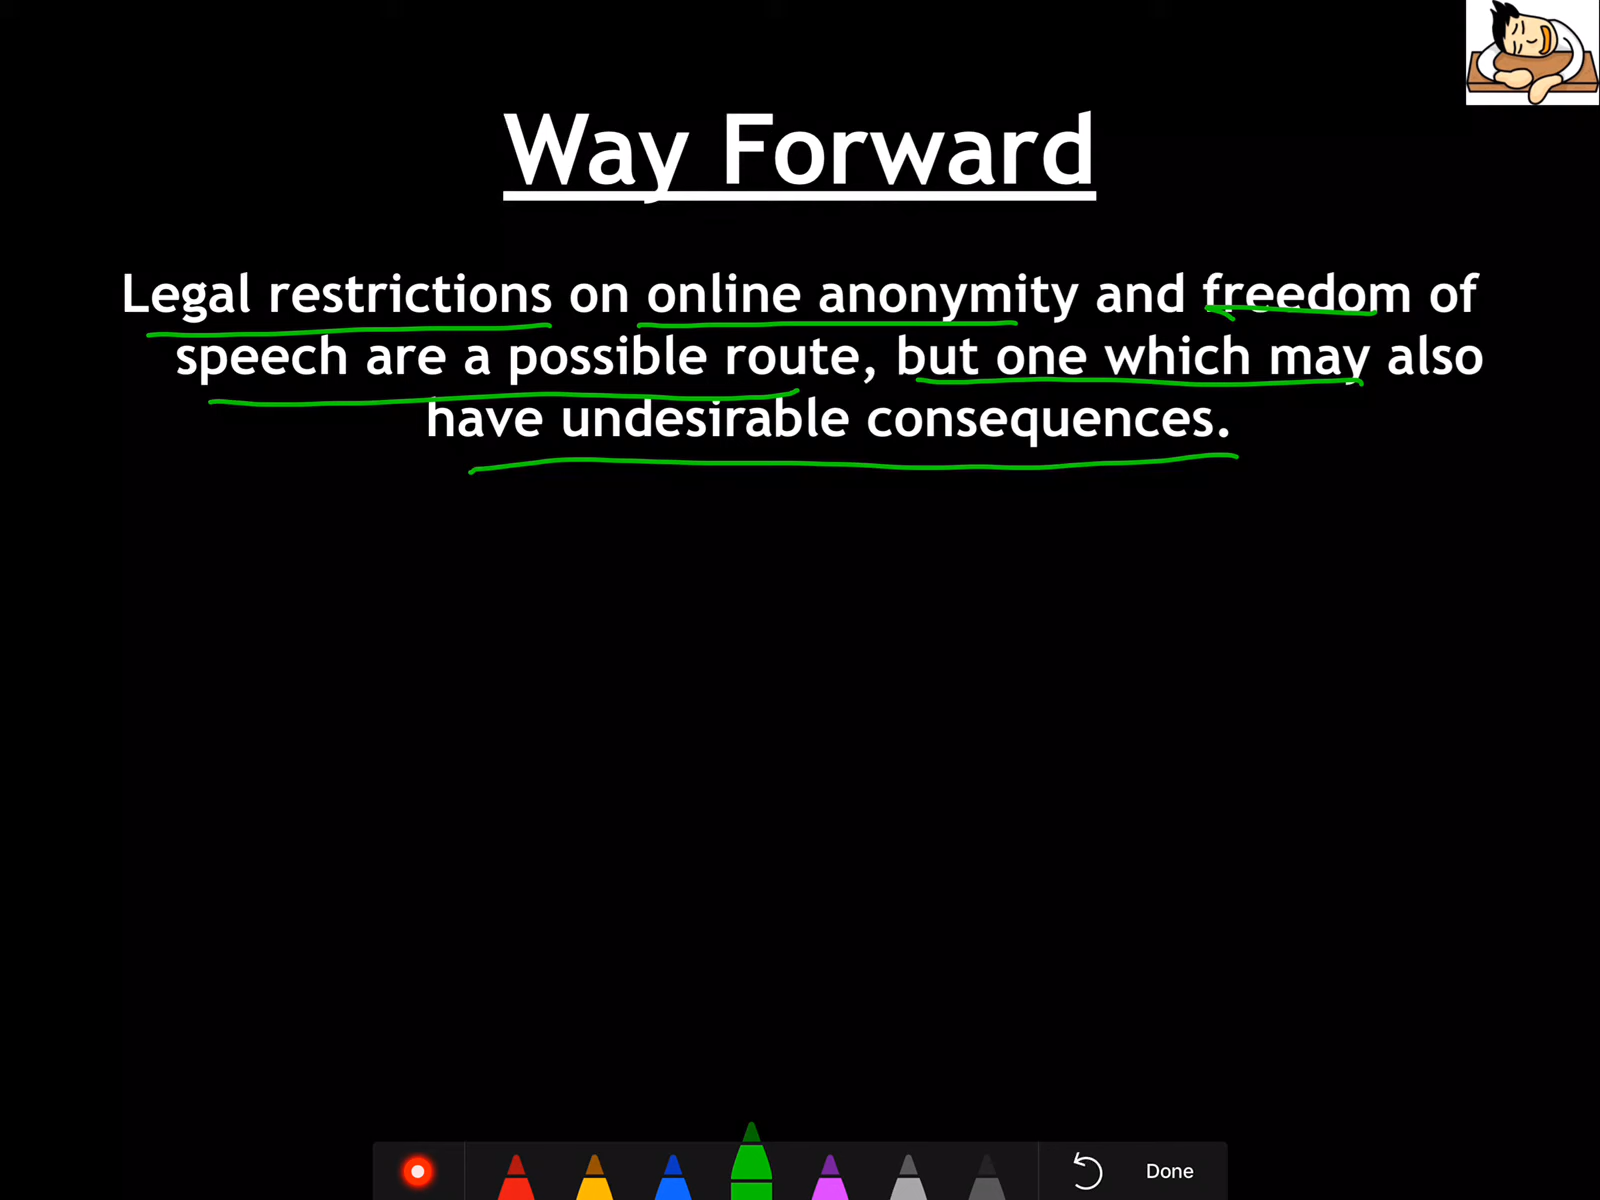 Way Forward
Legal restrictions on online anonymity and freedom of
speech are a possible route, but one which may also
have undesirable consequences.
Done